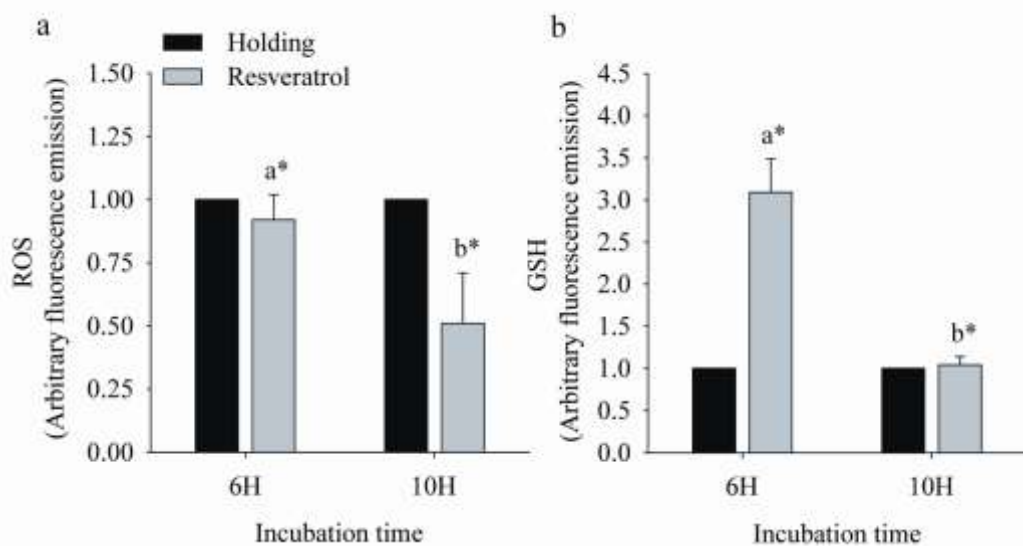 a
Holding
Resveratrol
ROS
(Arbitrary fluorescence emission)
1.50
1.25
1.00
0.75
0.50
0.25
0.00
a*
b*
6H
10H
Incubation time
b
GSH
(Arbitrary fluorescence emission)
4.5
4.0
3.5
3.0
2.5
2.0
1.5
1.0
0.5
0.0
a*
b*
6H
10H
Incubation time